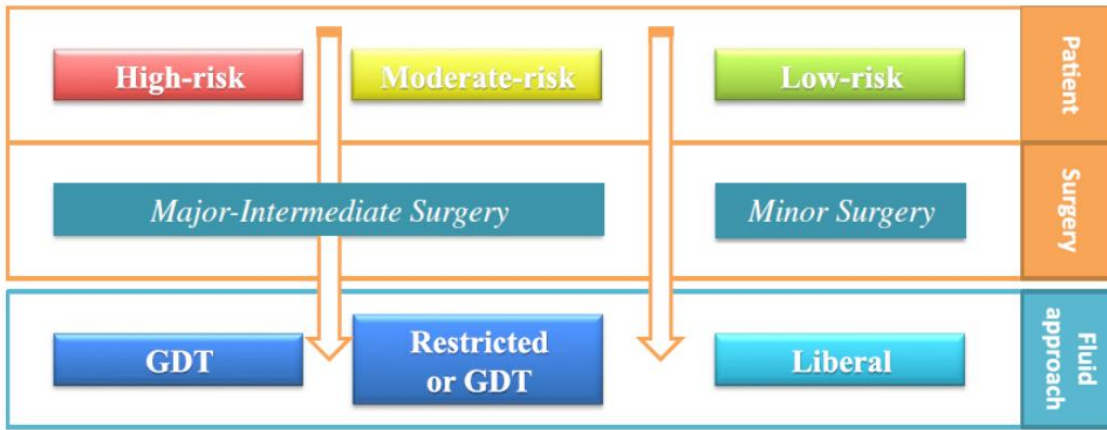 High-risk
Moderate-risk
Low-risk
Patient
Major-Intermediate Surgery
Minor Surgery
Surgery
GDT
Restricted
or GDT
Liberal
Fluid
approach